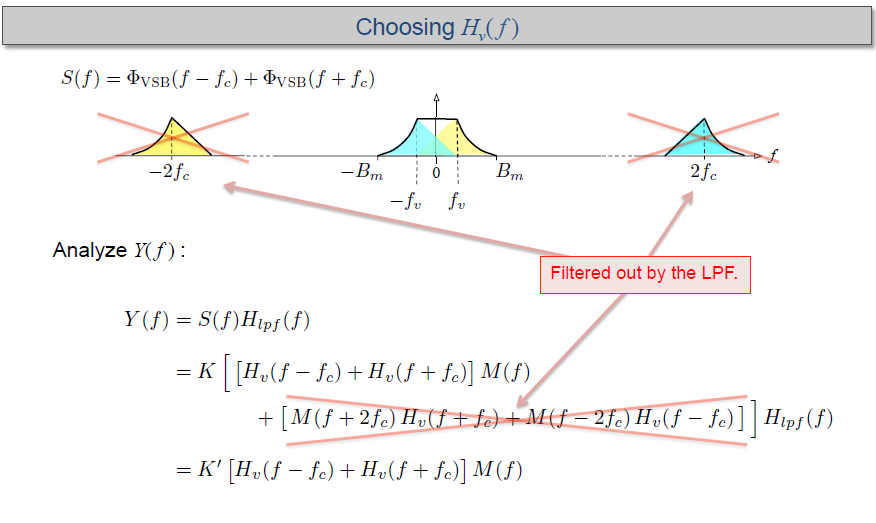 Choosing Hᵥ(f)
S(f) = Φ_VSB(f − f_c) + Φ_VSB(f + f_c)
−2f_c −B_m 0 B_m 2f_c f
−f_v f_v
Analyze Y(f) :
Filtered out by the LPF.
Y(f) = S(f)H_lpf(f)
= K [ [H_v(f − f_c) + H_v(f + f_c)] M(f)
+ [M(f + 2f_c) H_v(f + f_c) + M(f − 2f_c) H_v(f − f_c)] ] H_lpf(f)
= K′ [H_v(f − f_c) + H_v(f + f_c)] M(f)